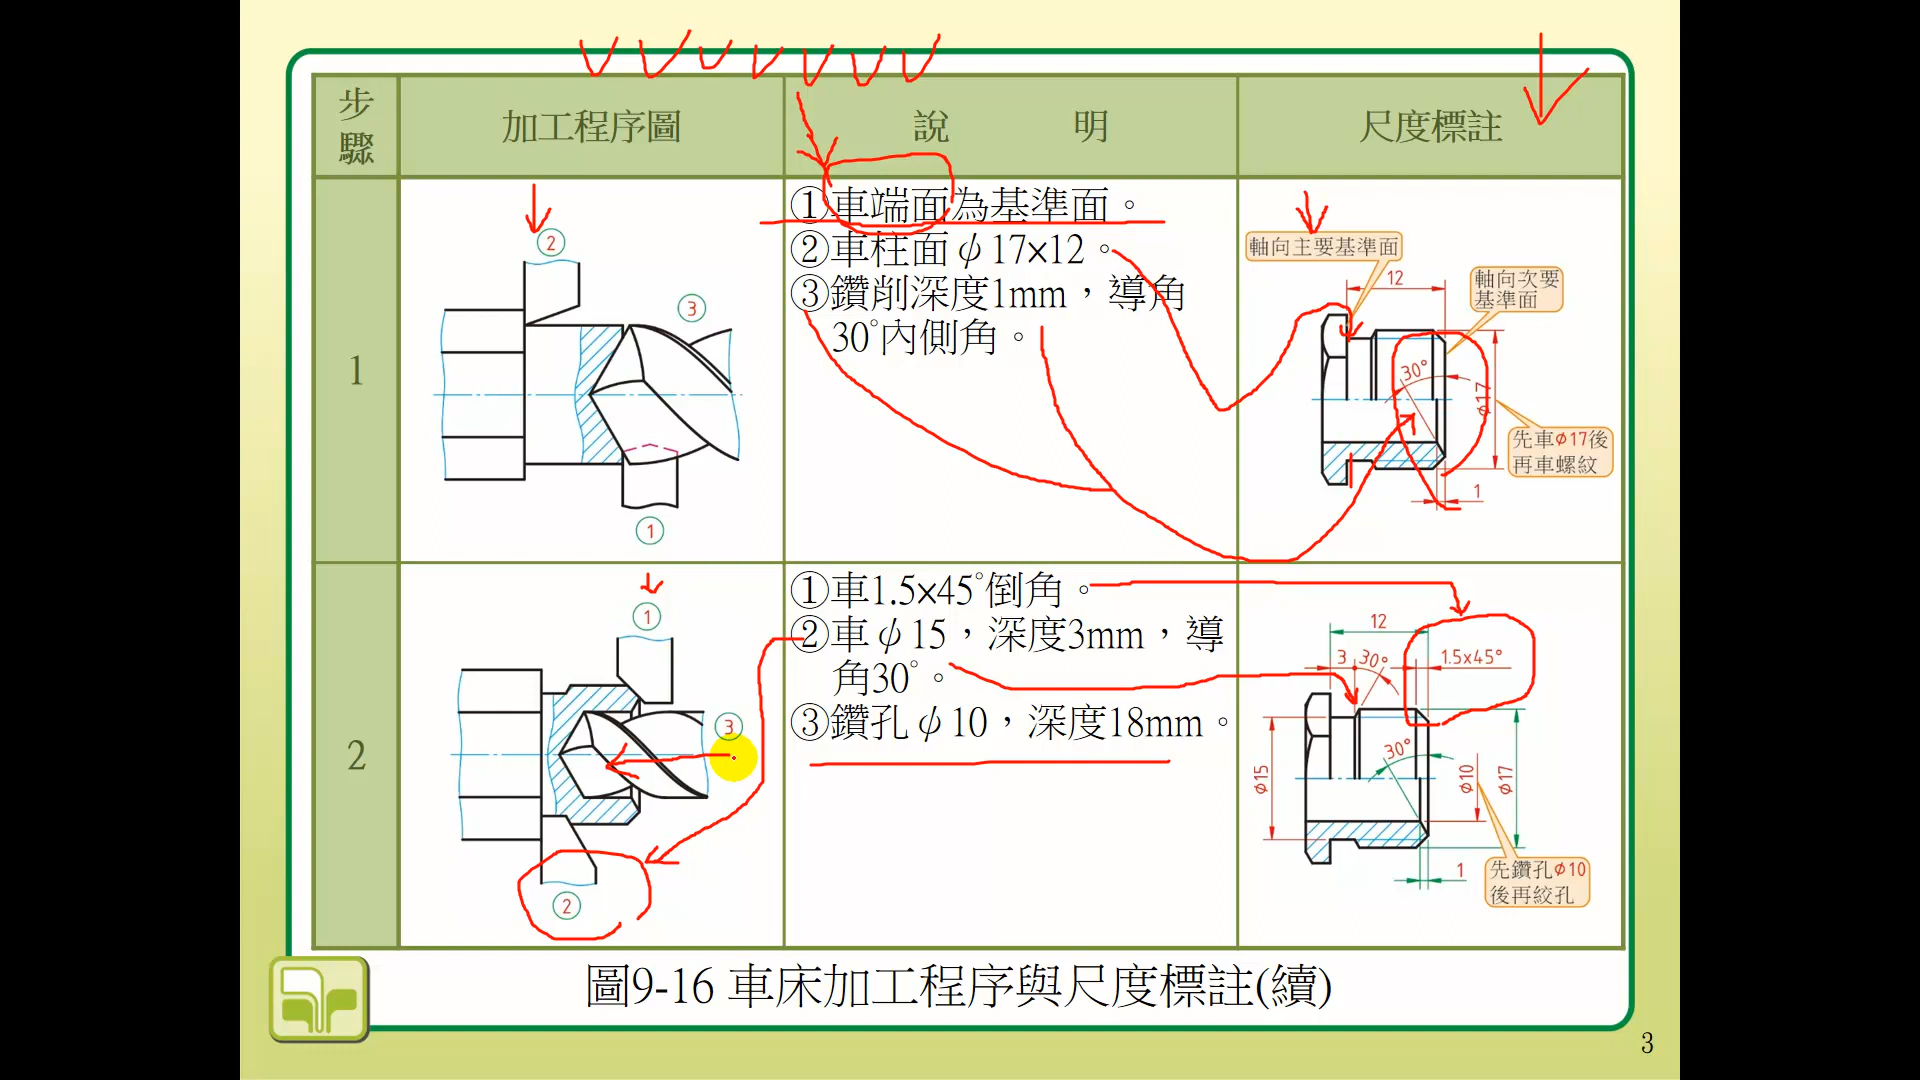 步
驟
加工程序圖
說 明
尺度標註
1
②
③
①
①車端面為基準面。
②車柱面φ17×12。
③鑽削深度1mm，導角
30°內側角。
軸向主要基準面
12
軸向次要
基準面
30°
φ17
先車φ17後
再車螺紋
1
2
①
③
②
①車1.5×45°倒角。
②車φ15，深度3mm，導
角30°。
③鑽孔φ10，深度18mm。
12
3 30° 1.5x45°
30°
φ15
φ10
φ17
1
先鑽孔φ10
後再絞孔
圖9-16 車床加工程序與尺度標註(續)
3